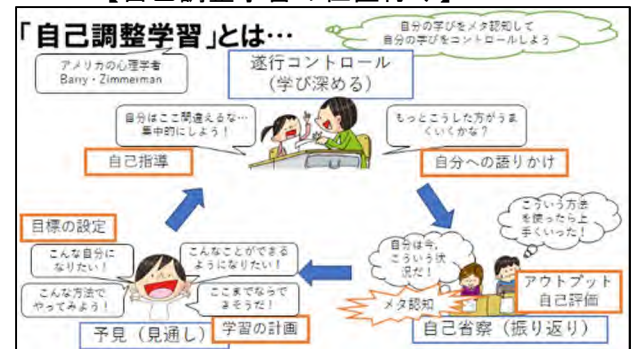 「自己調整学習」とは…
自分の学びをメタ認知して
自分の学びをコントロールしよう
アメリカの心理学者
Barry・Zimmerman
遂行コントロール
(学び深める)
自分はここ間違えるな…
集中的にしよう!
もっとこうした方がうま
くいくかな?
自己指導
自分への語りかけ
目標の設定
こんな自分に
なりたい!
こんなことができる
ようになりたい!
こんな方法で
やってみよう!
ここまでならで
きそうだ!
予見(見通し)
学習の計画
自分は今,
こういう状
況だ!
こういう方法
を使ったら上
手くいった!
メタ認知
アウトプット
自己評価
自己省察(振り返り)